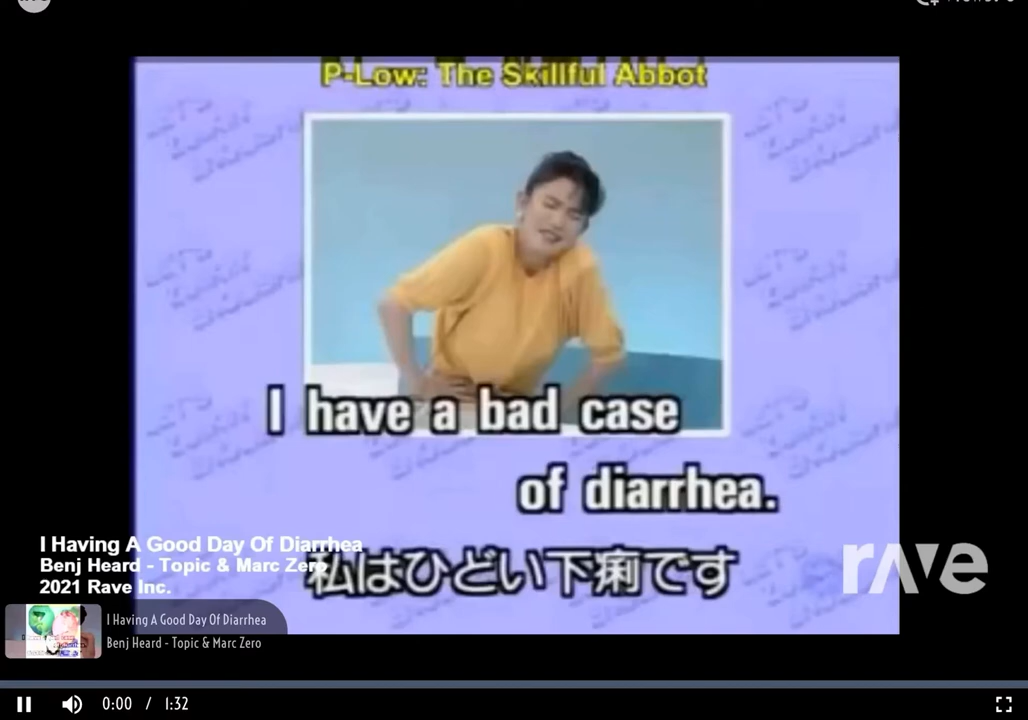 P-Low: The Skillful Abbot
I have a bad case
of diarrhea.
私はひどい下痢です
I Having A Good Day Of Diarrhea
Benj Heard - Topic & Marc Zero
2021 Rave Inc.
rave
I Having A Good Day Of Diarrhea
Benj Heard - Topic & Marc Zero
0:00 / 1:32